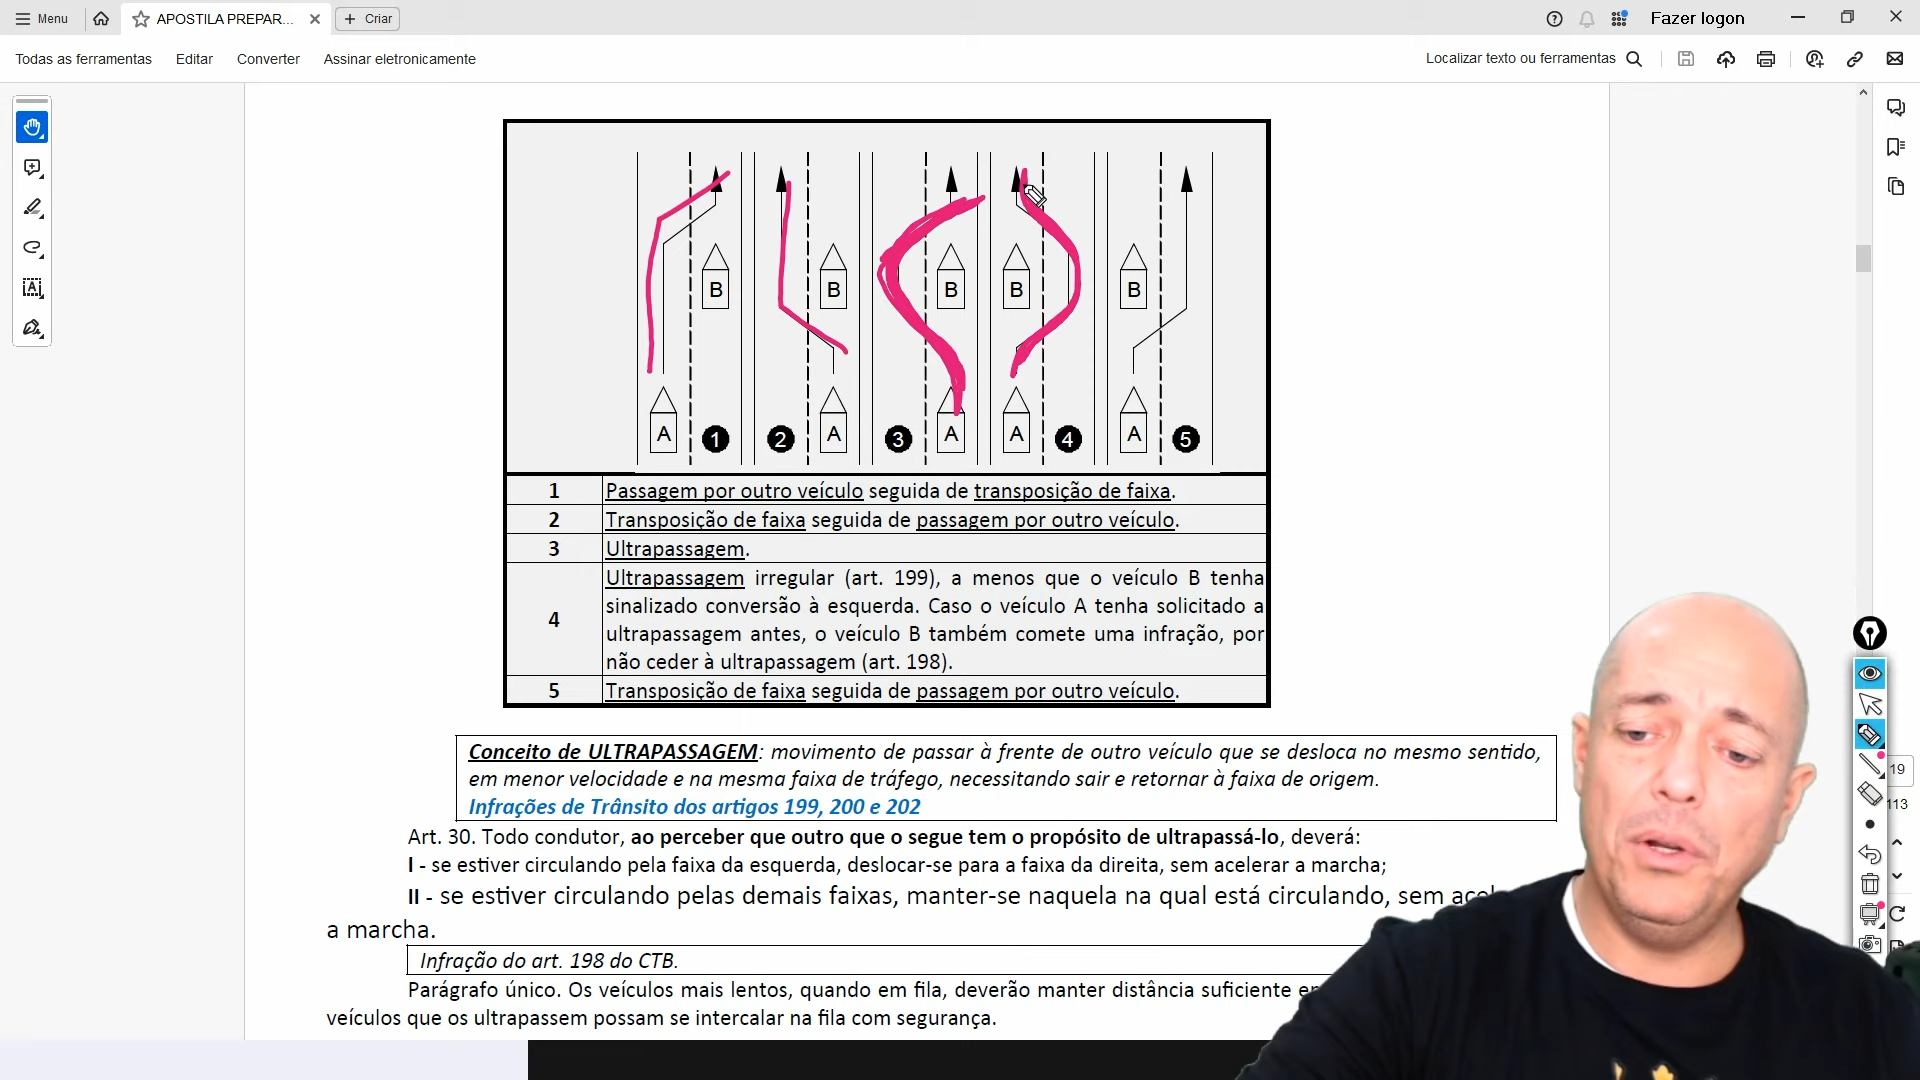 Menu
APOSTILA PREPAR...
Criar
Fazer logon
Todas as ferramentas
Editar
Converter
Assinar eletronicamente
Localizar texto ou ferramentas
B B B B B
A 1 2 A 3 A A 4 A 5
1 Passagem por outro veículo seguida de transposição de faixa.
2 Transposição de faixa seguida de passagem por outro veículo.
3 Ultrapassagem.
4 Ultrapassagem irregular (art. 199), a menos que o veículo B tenha
sinalizado conversão à esquerda. Caso o veículo A tenha solicitado a
ultrapassagem antes, o veículo B também comete uma infração, por
não ceder à ultrapassagem (art. 198).
5 Transposição de faixa seguida de passagem por outro veículo.
Conceito de ULTRAPASSAGEM: movimento de passar à frente de outro veículo que se desloca no mesmo sentido,
em menor velocidade e na mesma faixa de tráfego, necessitando sair e retornar à faixa de origem.
Infrações de Trânsito dos artigos 199, 200 e 202
Art. 30. Todo condutor, ao perceber que outro que o segue tem o propósito de ultrapassá-lo, deverá:
I - se estiver circulando pela faixa da esquerda, deslocar-se para a faixa da direita, sem acelerar a marcha;
II - se estiver circulando pelas demais faixas, manter-se naquela na qual está circulando, sem
a marcha.
Infração do art. 198 do CTB.
Parágrafo único. Os veículos mais lentos, quando em fila, deverão manter distância suficiente
veículos que os ultrapassem possam se intercalar na fila com segurança.
19
113